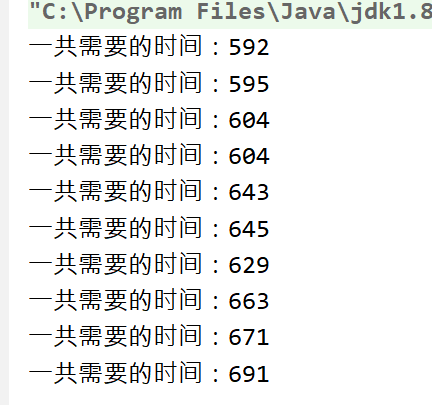 "C:\Program Files\Java\jdk1.8
一共需要的时间：592
一共需要的时间：595
一共需要的时间：604
一共需要的时间：604
一共需要的时间：643
一共需要的时间：645
一共需要的时间：629
一共需要的时间：663
一共需要的时间：671
一共需要的时间：691